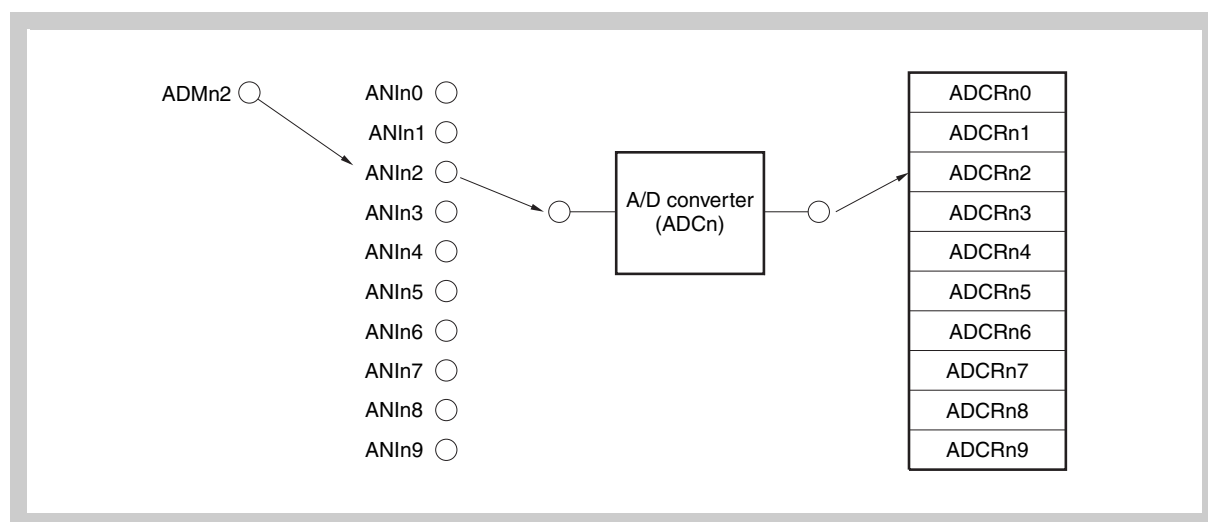 ADMn2
ANIn0
ANIn1
ANIn2
ANIn3
ANIn4
ANIn5
ANIn6
ANIn7
ANIn8
ANIn9
A/D converter
(ADCn)
ADCRn0
ADCRn1
ADCRn2
ADCRn3
ADCRn4
ADCRn5
ADCRn6
ADCRn7
ADCRn8
ADCRn9